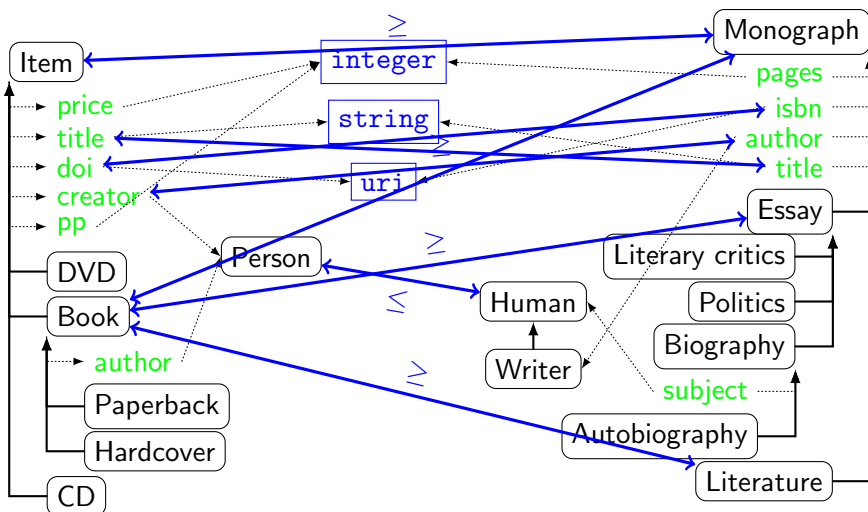 ≥
Monograph
Item
integer
pages
price
isbn
string
title
author
≥
doi
title
uri
creator
pp
Essay
≥
Person
Literary critics
DVD
Human
Politics
≤
Book
Biography
author
Writer
≥
subject
Paperback
Autobiography
Hardcover
Literature
CD